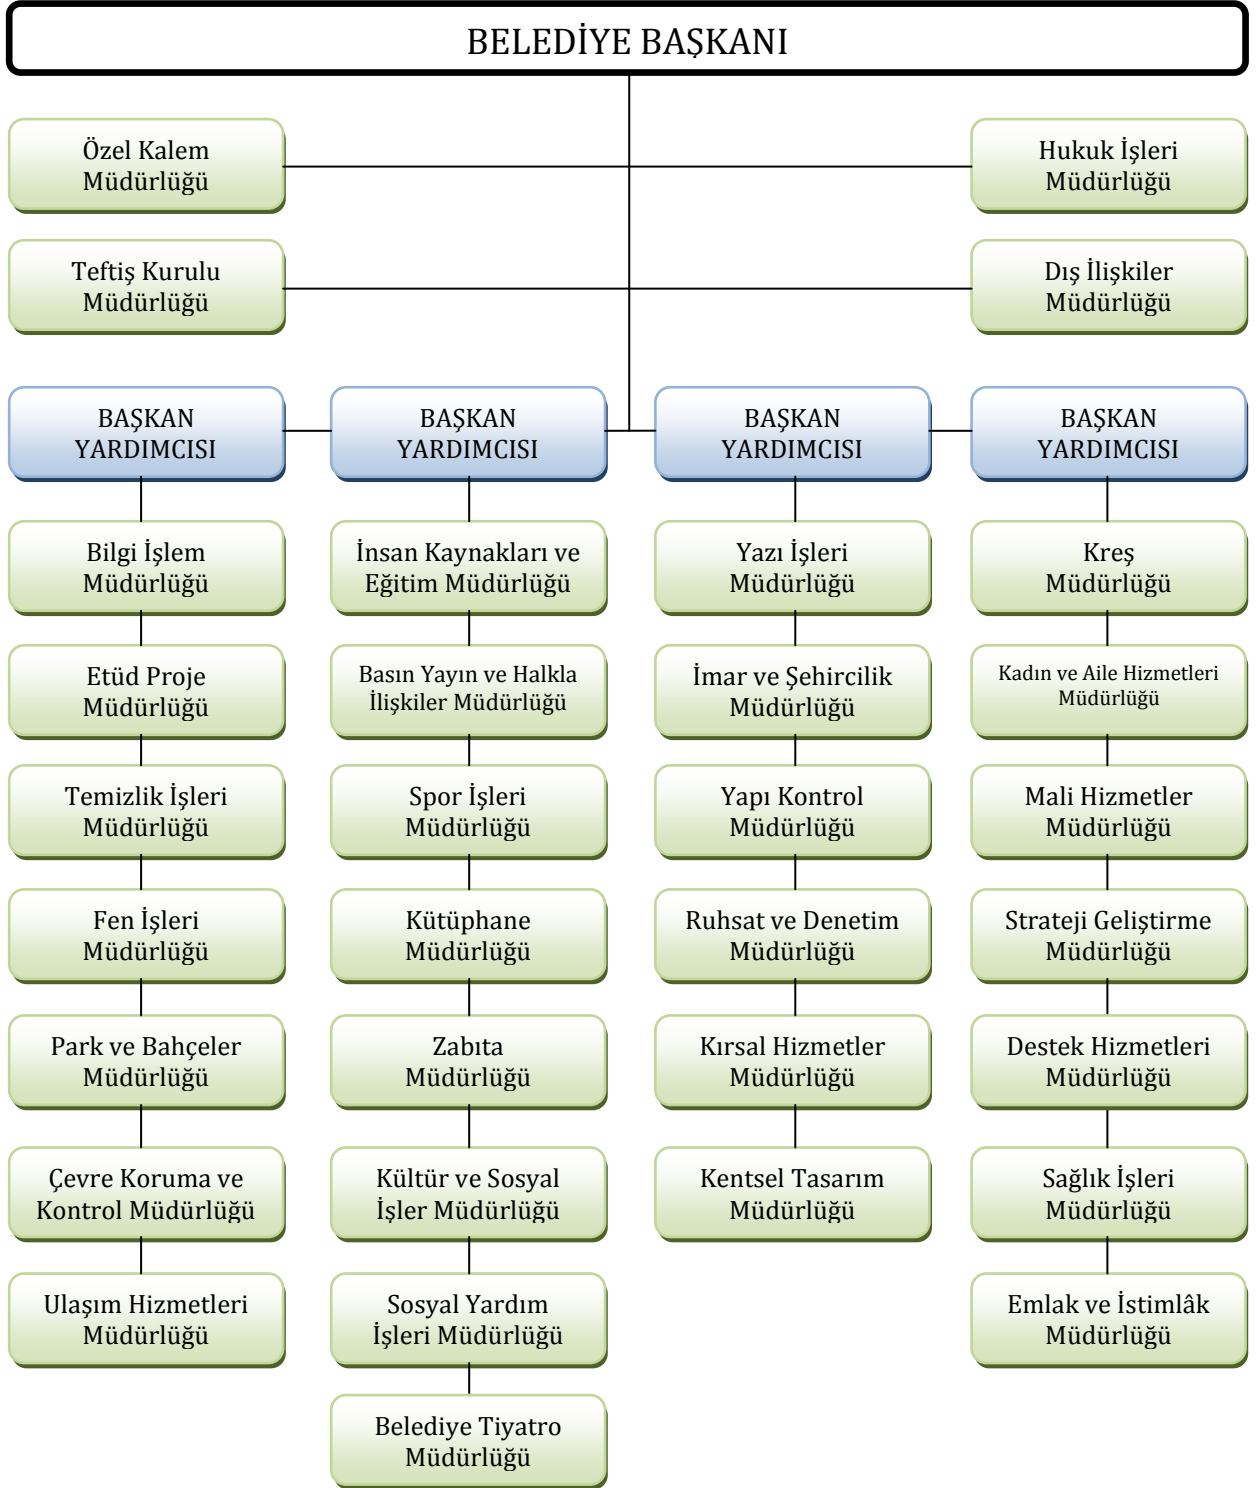 BELEDİYE BAŞKANI
Özel Kalem
Müdürlüğü
Hukuk İşleri
Müdürlüğü
Teftiş Kurulu
Müdürlüğü
Dış İlişkiler
Müdürlüğü
BAŞKAN
YARDIMCISI
BAŞKAN
YARDIMCISI
BAŞKAN
YARDIMCISI
BAŞKAN
YARDIMCISI
Bilgi İşlem
Müdürlüğü
İnsan Kaynakları ve
Eğitim Müdürlüğü
Yazı İşleri
Müdürlüğü
Kreş
Müdürlüğü
Etüd Proje
Müdürlüğü
Basın Yayın ve Halkla
İlişkiler Müdürlüğü
İmar ve Şehircilik
Müdürlüğü
Kadın ve Aile Hizmetleri
Müdürlüğü
Temizlik İşleri
Müdürlüğü
Spor İşleri
Müdürlüğü
Yapı Kontrol
Müdürlüğü
Mali Hizmetler
Müdürlüğü
Fen İşleri
Müdürlüğü
Kütüphane
Müdürlüğü
Ruhsat ve Denetim
Müdürlüğü
Strateji Geliştirme
Müdürlüğü
Park ve Bahçeler
Müdürlüğü
Zabıta
Müdürlüğü
Kırsal Hizmetler
Müdürlüğü
Destek Hizmetleri
Müdürlüğü
Çevre Koruma ve
Kontrol Müdürlüğü
Kültür ve Sosyal
İşler Müdürlüğü
Kentsel Tasarım
Müdürlüğü
Sağlık İşleri
Müdürlüğü
Ulaşım Hizmetleri
Müdürlüğü
Sosyal Yardım
İşleri Müdürlüğü
Emlak ve İstimlâk
Müdürlüğü
Belediye Tiyatro
Müdürlüğü